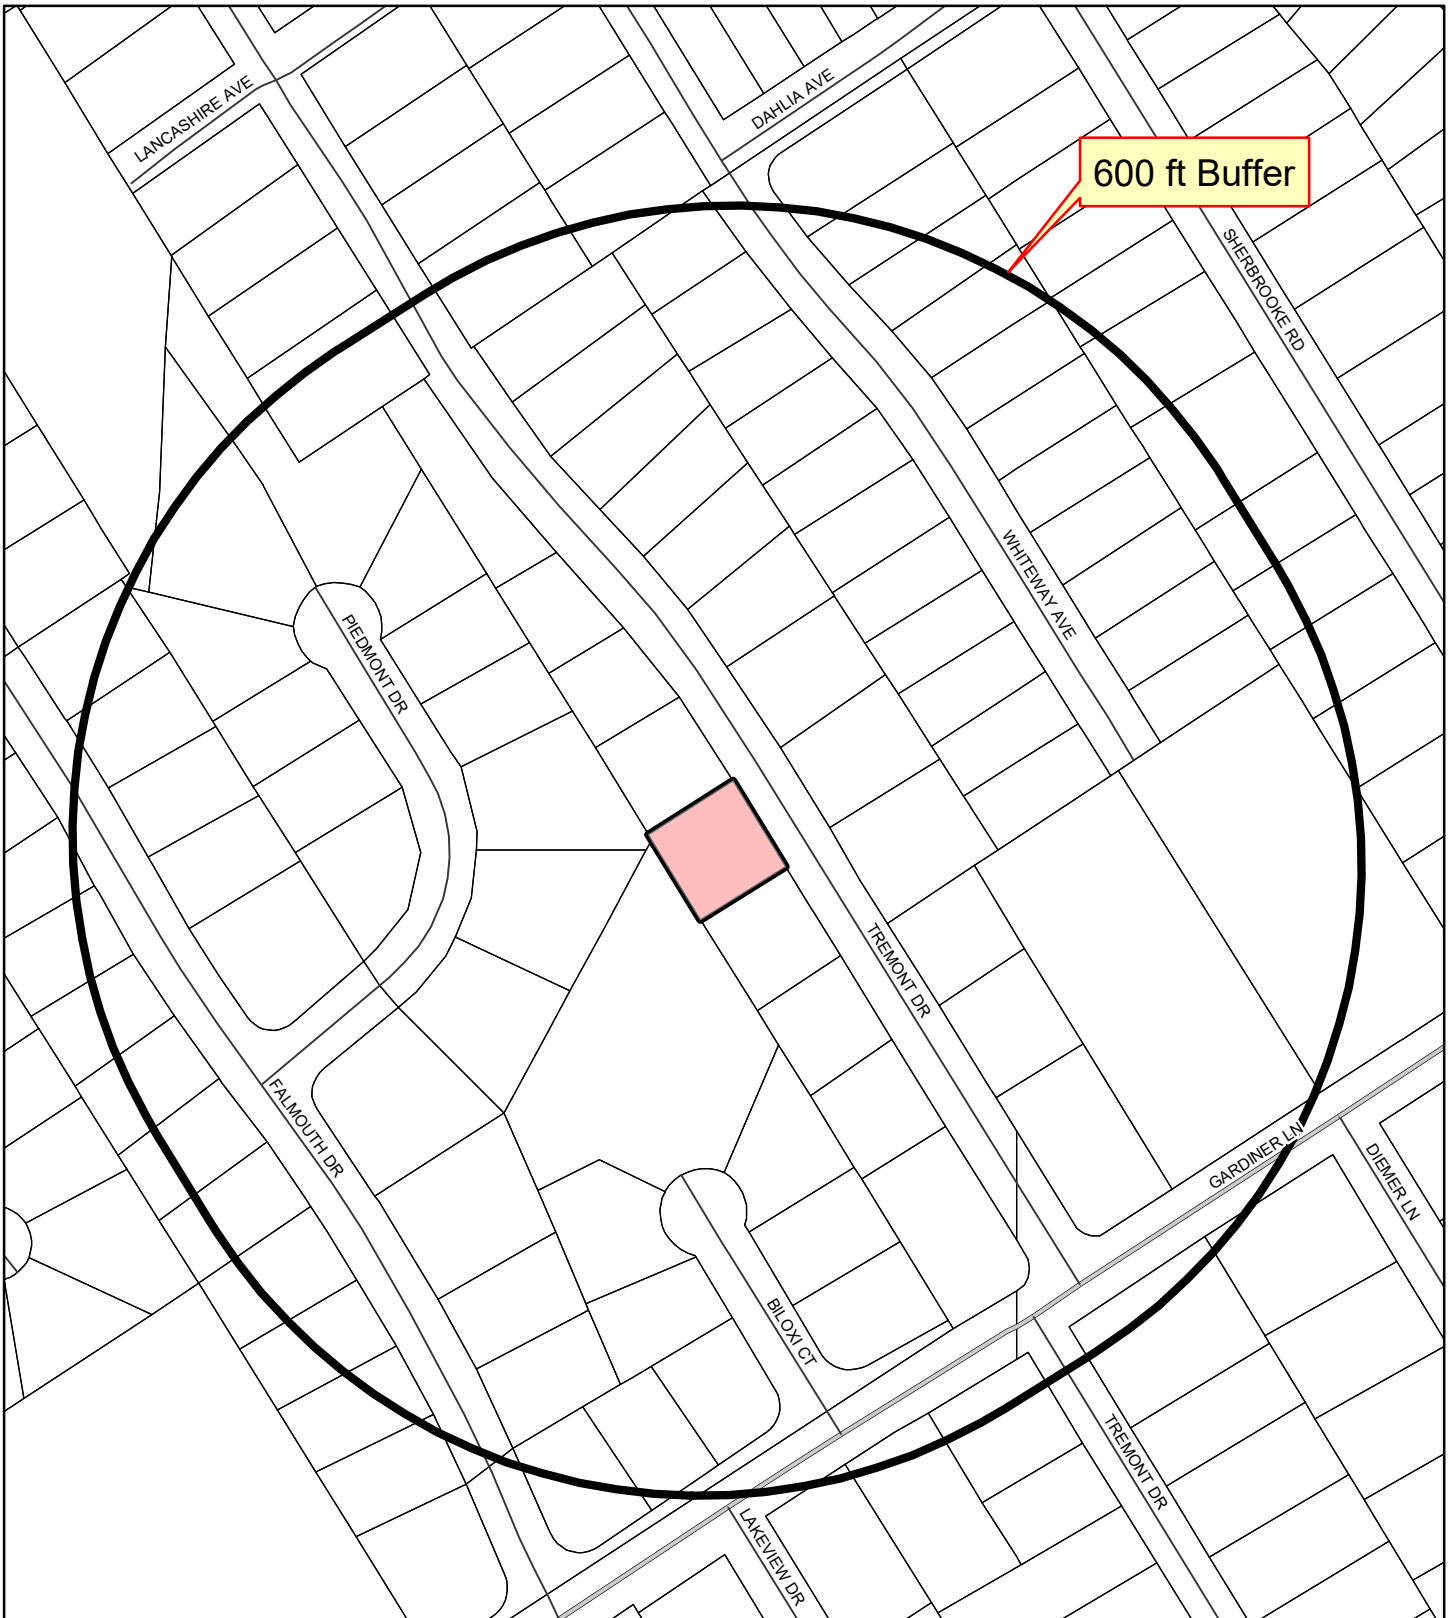 LANCASHIRE AVE
DAHLIA AVE
600 ft Buffer
SHERBROOKE RD
WHITEWAY AVE
PIEDMONT DR
TREMONT DR
FALMOUTH DR
GARDINER LN
DIEMER LN
BILOXI CT
TREMONT DR
LAKEVIEW DR